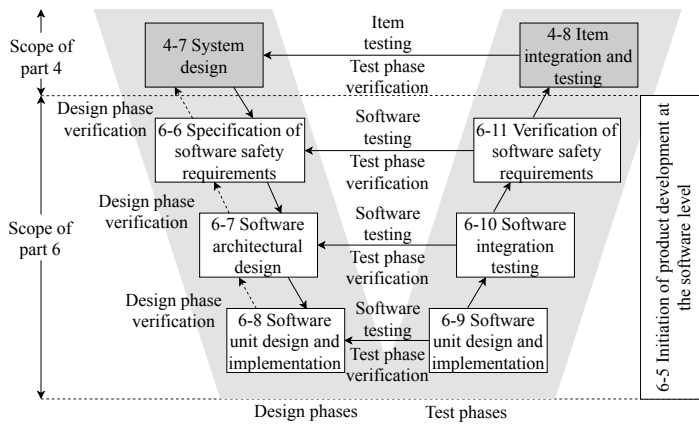 Scope of
part 4
4-7 System
design
Item
testing
Test phase
verification
4-8 Item
integration and
testing
Design phase
verification
6-6 Specification of
software safety
requirements
Software
testing
Test phase
verification
6-11 Verification of
software safety
requirements
Scope of
part 6
Design phase
verification
6-7 Software
architectural
design
Software
testing
Test phase
verification
6-10 Software
integration
testing
Design phase
verification
6-8 Software
unit design and
implementation
Software
testing
Test phase
verification
6-9 Software
unit design and
implementation
6-5 Initiation of product development at
the software level
Design phases
Test phases